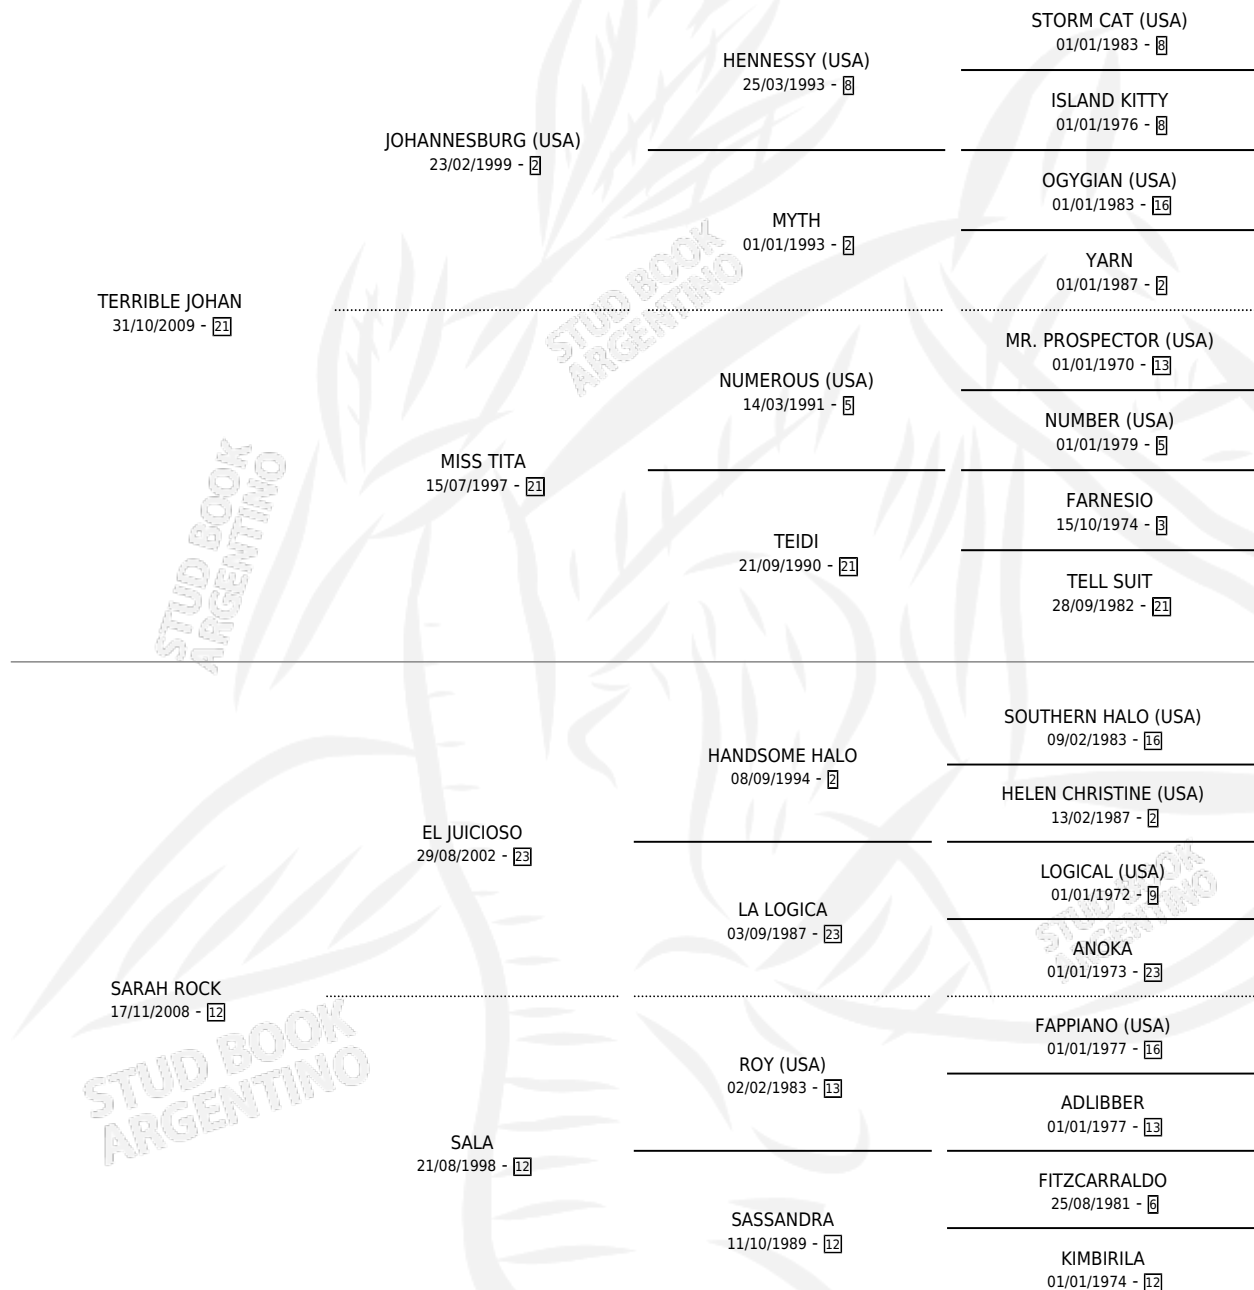 STORM CAT (USA)
01/01/1983 - 8
HENNESSY (USA)
25/03/1993 - 8
ISLAND KITTY
01/01/1976 - 8
JOHANNESBURG (USA)
23/02/1999 - 2
OGYGIAN (USA)
01/01/1983 - 16
MYTH
01/01/1993 - 2
YARN
01/01/1987 - 2
TERRIBLE JOHAN
31/10/2009 - 21
MR. PROSPECTOR (USA)
01/01/1970 - 13
NUMEROUS (USA)
14/03/1991 - 5
NUMBER (USA)
01/01/1979 - 5
MISS TITA
15/07/1997 - 21
FARNESIO
15/10/1974 - 3
TEIDI
21/09/1990 - 21
TELL SUIT
28/09/1982 - 21
SOUTHERN HALO (USA)
09/02/1983 - 16
HANDSOME HALO
08/09/1994 - 2
HELEN CHRISTINE (USA)
13/02/1987 - 2
EL JUICIOSO
29/08/2002 - 23
LOGICAL (USA)
01/01/1972 - 9
LA LOGICA
03/09/1987 - 23
ANOKA
01/01/1973 - 23
SARAH ROCK
17/11/2008 - 12
FAPPIANO (USA)
01/01/1977 - 16
ROY (USA)
02/02/1983 - 13
ADLIBBER
01/01/1977 - 13
SALA
21/08/1998 - 12
FITZCARRALDO
25/08/1981 - 6
SASSANDRA
11/10/1989 - 12
KIMBIRILA
01/01/1974 - 12
STUD BOOK
ARGENTINO
STUD BOOK
ARGENTINO
STUD BOOK
ARGENTINO
STUD BOOK
ARGENTINO